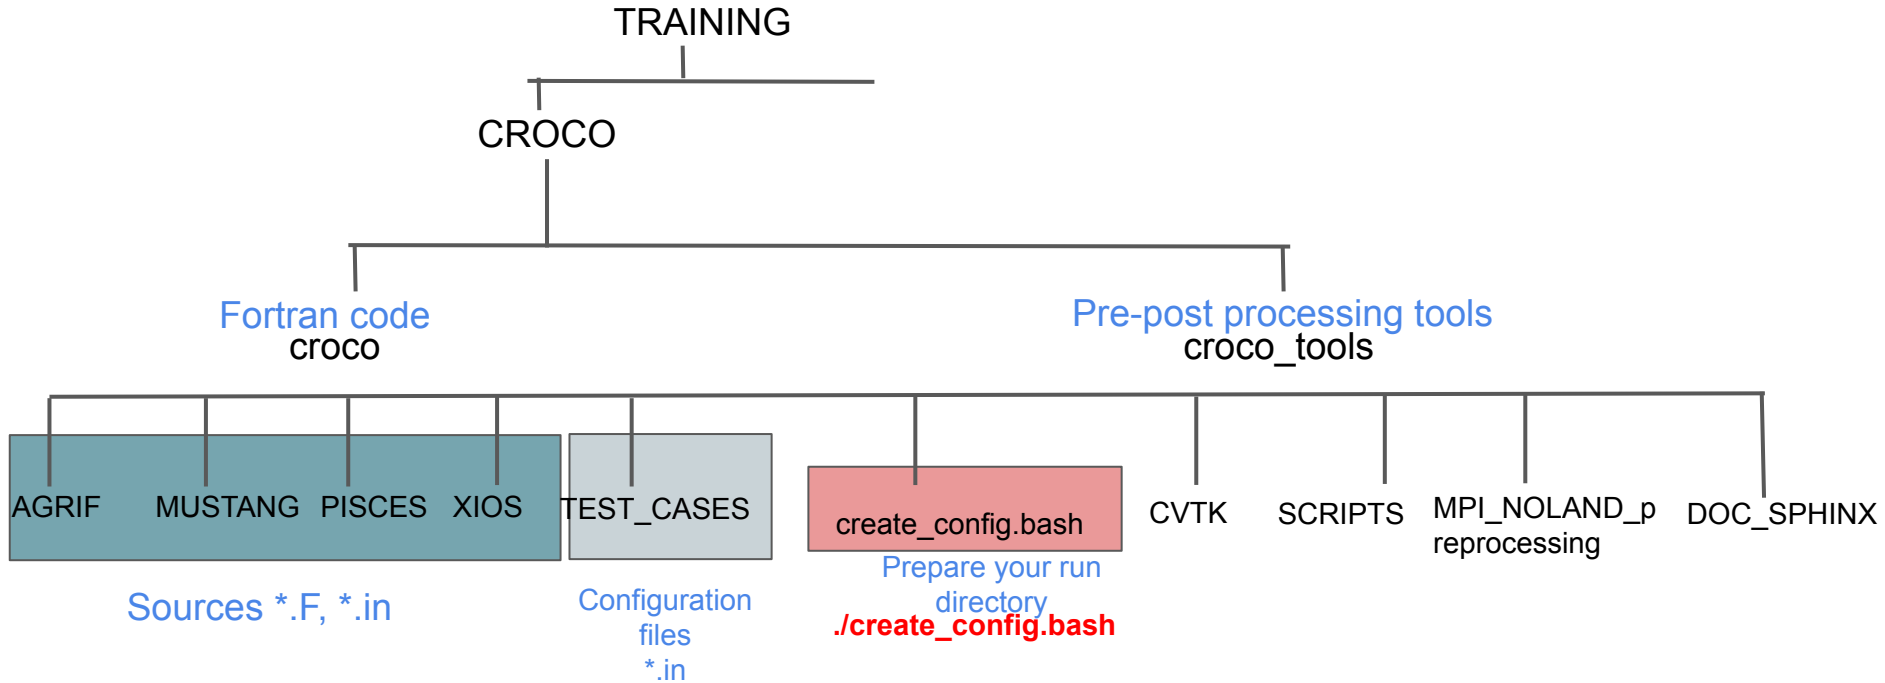 TRAINING
CROCO
Fortran code
croco
Pre-post processing tools
croco_tools
AGRIF
MUSTANG
PISCES
XIOS
TEST_CASES
create_config.bash
CVTK
SCRIPTS
MPI_NOLAND_p
reprocessing
DOC_SPHINX
Sources *.F, *.in
Configuration
files
*.in
Prepare your run
directory
./create_config.bash